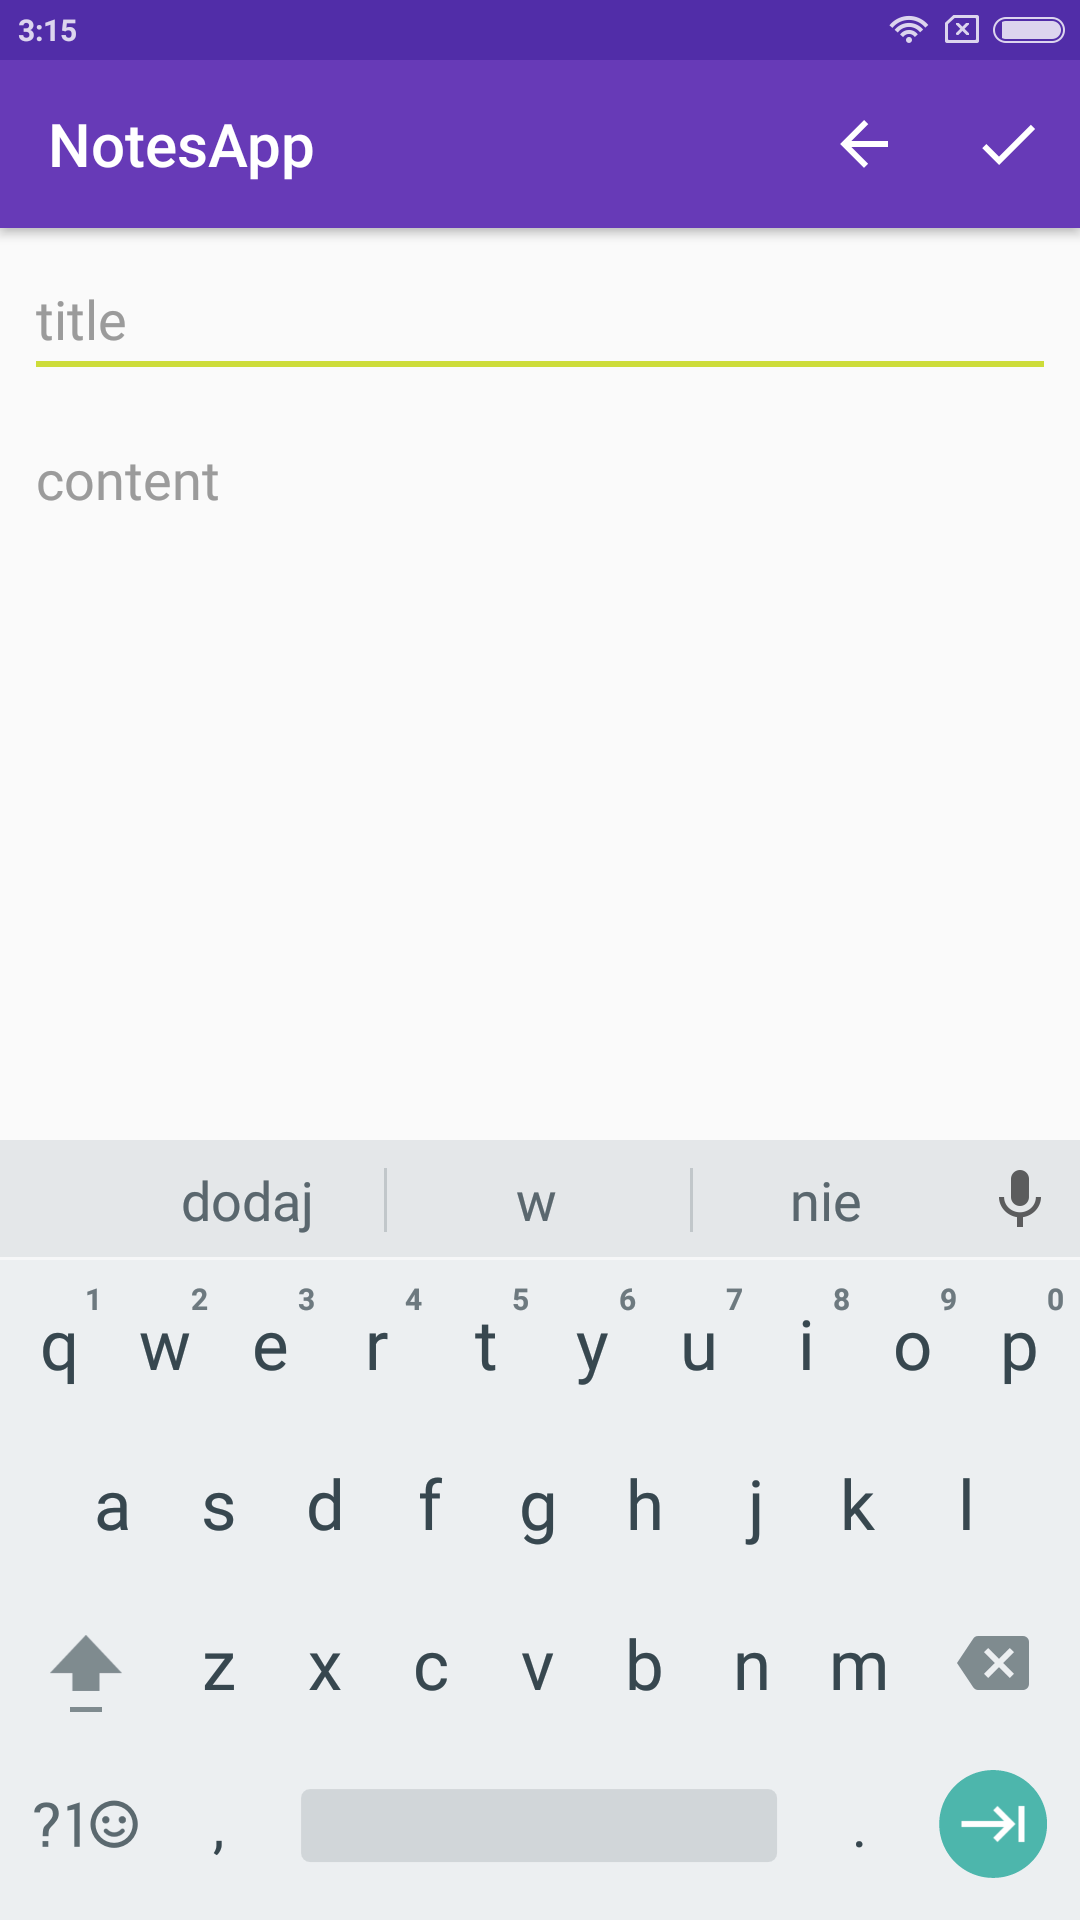 3:15
NotesApp
title
content
dodaj w nie
1 2 3 4 5 6 7 8 9 0
q w e r t y u i o p
a s d f g h j k l
z x c v b n m
?1 , .